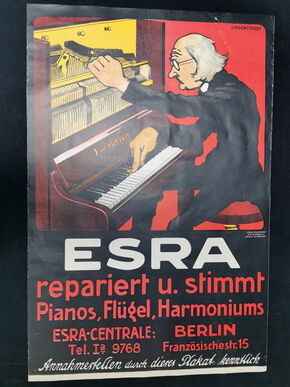 ESRA
repariert u. stimmt
Pianos, Flügel, Harmoniums
ESRA-CENTRALE: BERLIN
Tel. Iª 9768 Französischestr. 15
Annahmestellen durch dieses Plakat kenntlich